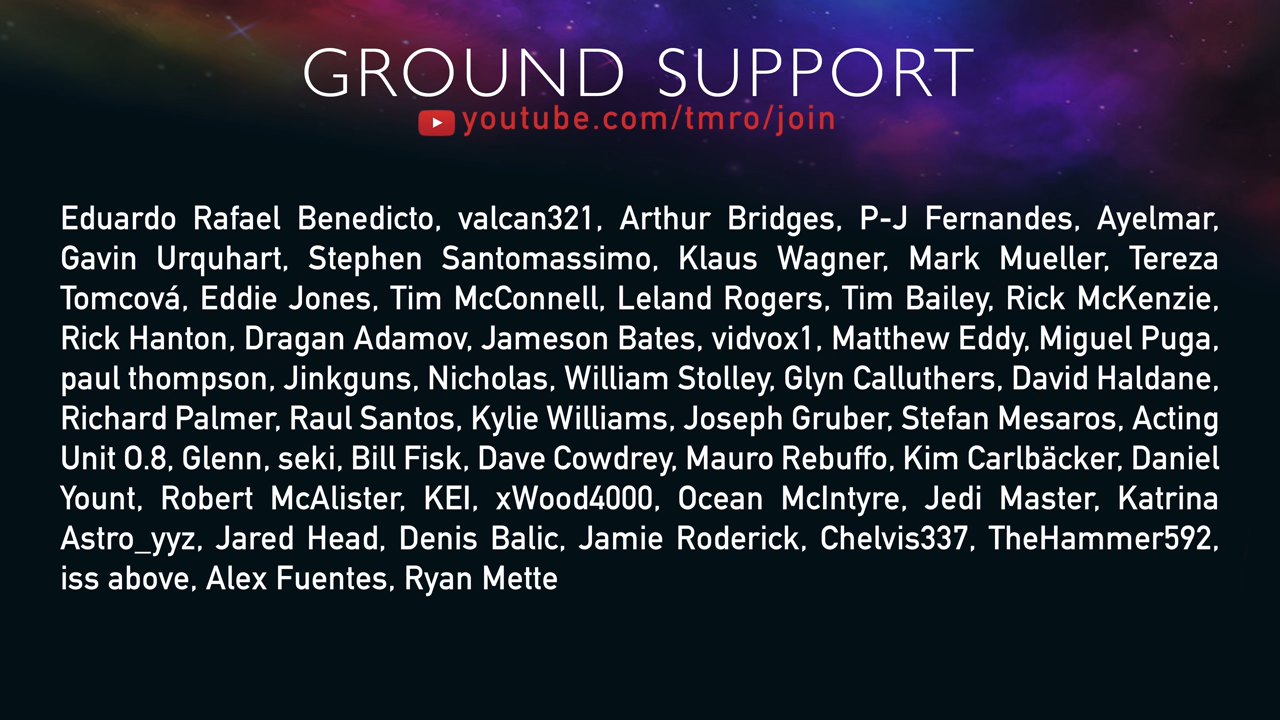 GROUND SUPPORT
youtube.com/tmro/join
Eduardo Rafael Benedicto, valcan321, Arthur Bridges, P-J Fernandes, Ayelmar,
Gavin Urquhart, Stephen Santomassimo, Klaus Wagner, Mark Mueller, Tereza
Tomcová, Eddie Jones, Tim McConnell, Leland Rogers, Tim Bailey, Rick McKenzie,
Rick Hanton, Dragan Adamov, Jameson Bates, vidvox1, Matthew Eddy, Miguel Puga,
paul thompson, Jinkguns, Nicholas, William Stolley, Glyn Calluthers, David Haldane,
Richard Palmer, Raul Santos, Kylie Williams, Joseph Gruber, Stefan Mesaros, Acting
Unit 0.8, Glenn, seki, Bill Fisk, Dave Cowdrey, Mauro Rebuffo, Kim Carlbäcker, Daniel
Yount, Robert McAlister, KEI, xWood4000, Ocean McIntyre, Jedi Master, Katrina
Astro_yyz, Jared Head, Denis Balic, Jamie Roderick, Chelvis337, TheHammer592,
iss above, Alex Fuentes, Ryan Mette